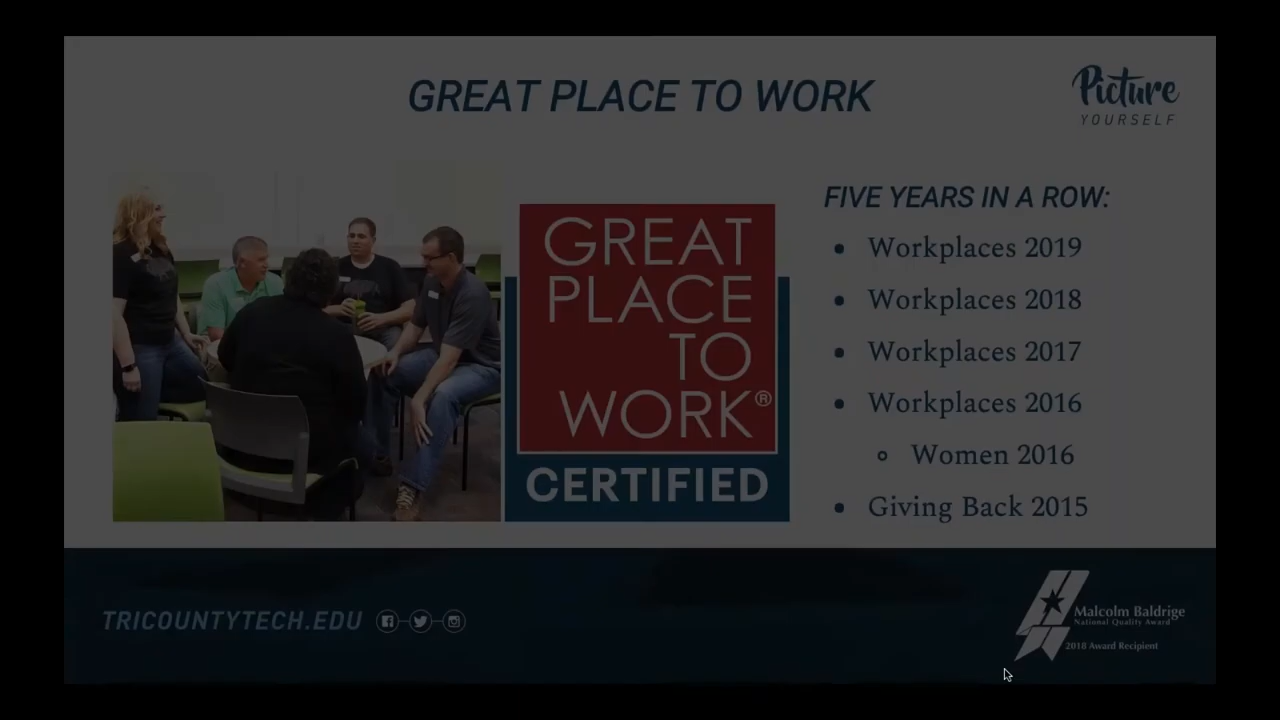 GREAT PLACE TO WORK
Picture
YOURSELF
GREAT
PLACE
TO
WORK®
CERTIFIED
FIVE YEARS IN A ROW:
• Workplaces 2019
• Workplaces 2018
• Workplaces 2017
• Workplaces 2016
○ Women 2016
• Giving Back 2015
TRICOUNTYTECH.EDU
Malcolm Baldrige
National Quality Award
2018 Award Recipient